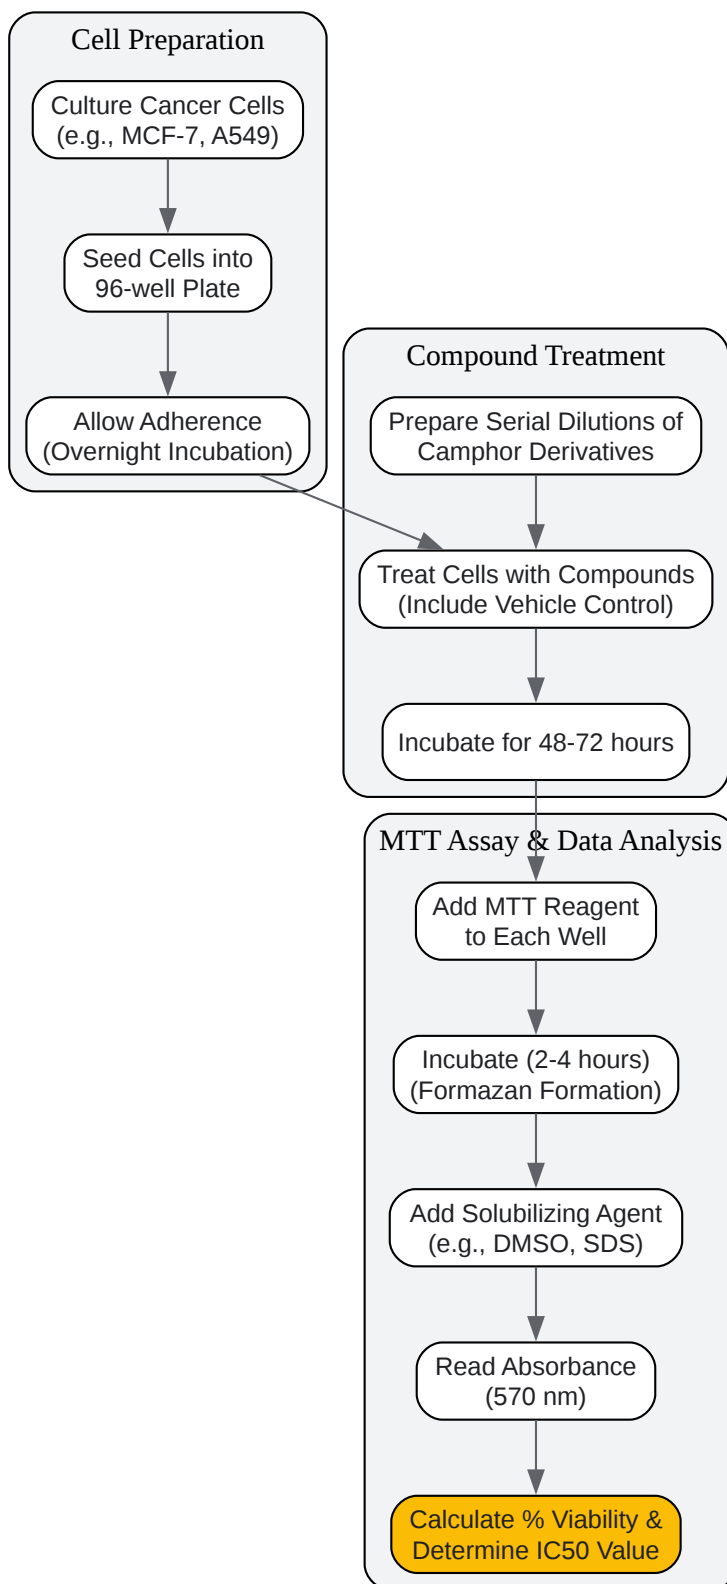 Cell Preparation
Culture Cancer Cells
(e.g., MCF-7, A549)
Seed Cells into
96-well Plate
Allow Adherence
(Overnight Incubation)
Compound Treatment
Prepare Serial Dilutions of
Camphor Derivatives
Treat Cells with Compounds
(Include Vehicle Control)
Incubate for 48-72 hours
MTT Assay & Data Analysis
Add MTT Reagent
to Each Well
Incubate (2-4 hours)
(Formazan Formation)
Add Solubilizing Agent
(e.g., DMSO, SDS)
Read Absorbance
(570 nm)
Calculate % Viability &
Determine IC50 Value